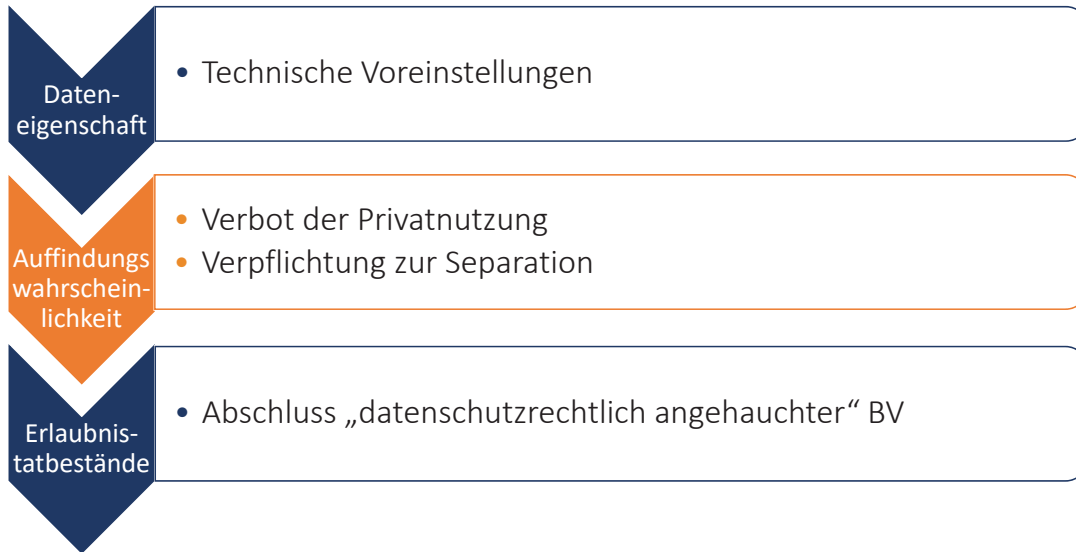 Daten-
eigenschaft
• Technische Voreinstellungen
Auffindungs
wahrschein-
lichkeit
• Verbot der Privatnutzung
• Verpflichtung zur Separation
Erlaubnis-
tatbestände
• Abschluss „datenschutzrechtlich angehauchter“ BV